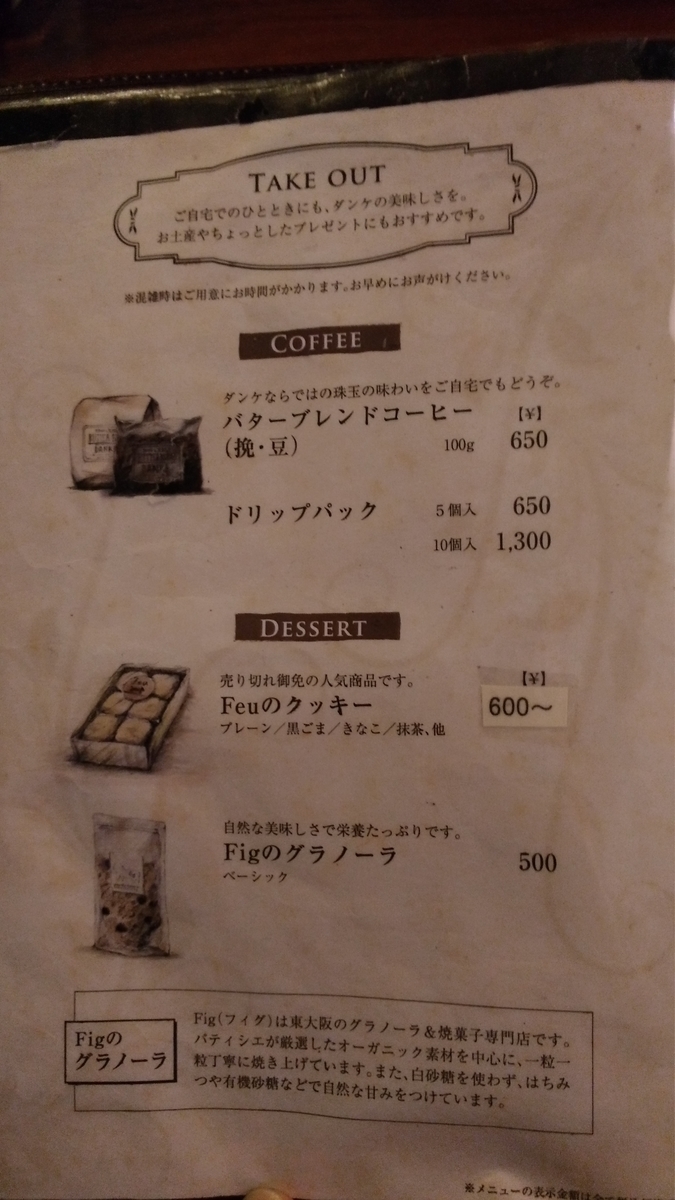 TAKE OUT
ご自宅でのひとときにも、ダンケの美味しさを。
お土産やちょっとしたプレゼントにもおすすめです。
※混雑時はご用意にお時間がかかります。お早めにお声がけください。
COFFEE
ダンケならではの珠玉の味わいをご自宅でもどうぞ。
バターブレンドコーヒー 【¥】
(挽・豆) 100g 650
ドリップパック 5個入 650
10個入 1,300
DESSERT
売り切れ御免の人気商品です。 【¥】
Feuのクッキー 600〜
プレーン／黒ごま／きなこ／抹茶、他
自然な美味しさで栄養たっぷりです。
Figのグラノーラ 500
ベーシック
Figの
グラノーラ
Fig(フィグ)は東大阪のグラノーラ＆焼菓子専門店です。
パティシエが厳選したオーガニック素材を中心に、一粒一
粒丁寧に焼き上げています。また、白砂糖を使わず、はちみ
つや有機砂糖などで自然な甘みをつけています。
※メニューの表示金額は